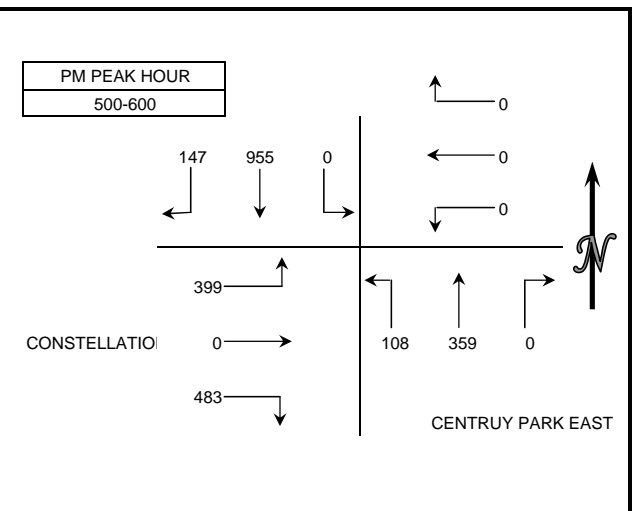 PM PEAK HOUR
500-600
0
147 955 0
0
0
399
N
CONSTELLATIO
0
108 359 0
483
CENTRUY PARK EAST